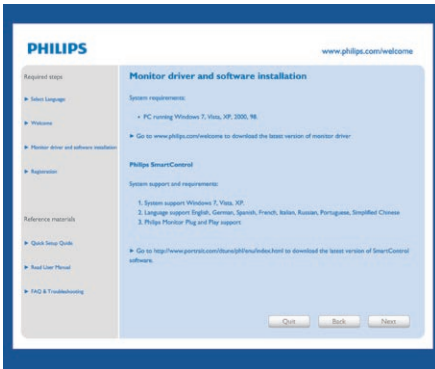 PHILIPS
www.philips.com/welcome
Required steps
Select Language
Welcome
Monitor driver and software installation
Registration
Reference materials
Quick Setup Guide
Read User Manual
FAQ & Troubleshooting
Monitor driver and software installation
System requirements:
• PC running Windows 7, Vista, XP, 2000, 98
Go to www.philips.com/welcome to download the latest version of monitor driver
Philips SmartControl
System support and requirements:
1. System support Windows 7, Vista, XP.
2. Language support English, German, Spanish, French, Italian, Russian, Portuguese, Simplified Chinese
3. Philips Monitor Plug and Play support
Go to http://www.portrait.com/dtune/phl/enu/index.html to download the latest version of SmartControl
software.
Quit
Back
Next